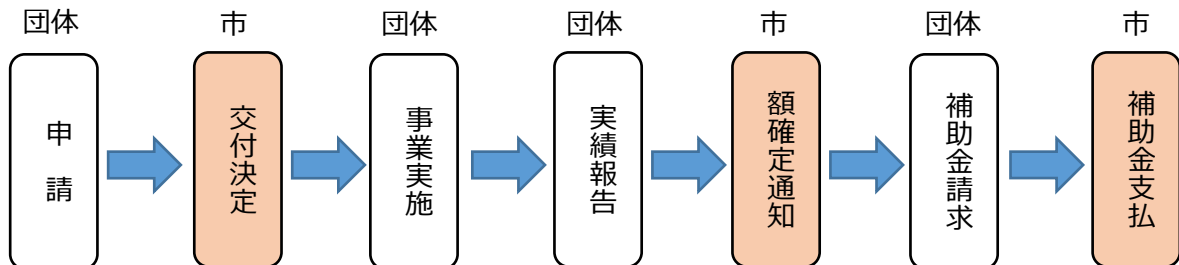 団体
申請
市
交付決定
団体
事業実施
団体
実績報告
市
額確定通知
団体
補助金請求
市
補助金支払